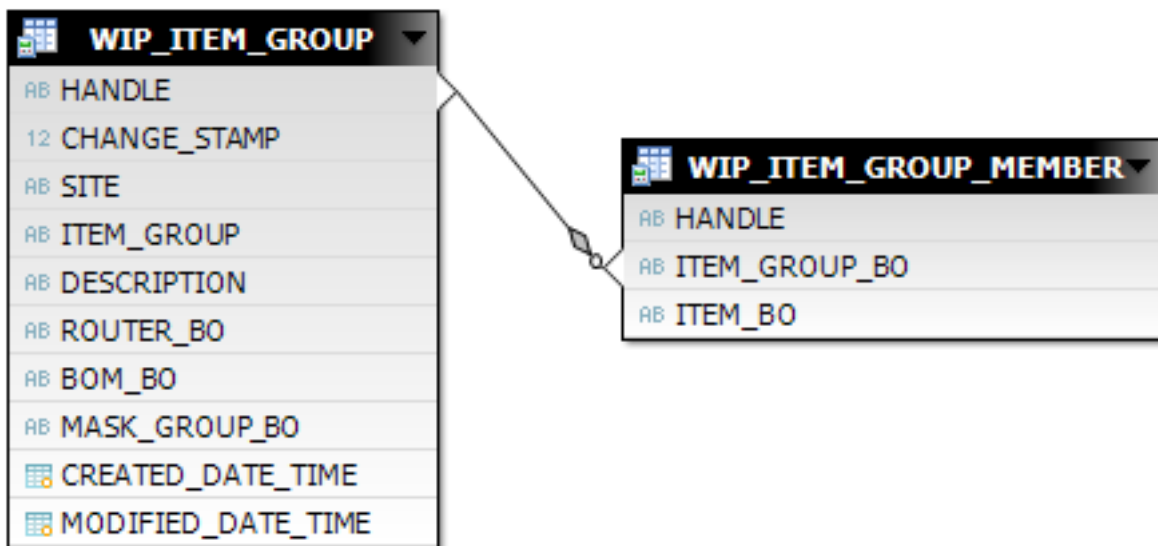 WIP_ITEM_GROUP
AB HANDLE
12 CHANGE_STAMP
AB SITE
AB ITEM_GROUP
AB DESCRIPTION
AB ROUTER_BO
AB BOM_BO
AB MASK_GROUP_BO
CREATED_DATE_TIME
MODIFIED_DATE_TIME
WIP_ITEM_GROUP_MEMBER
AB HANDLE
AB ITEM_GROUP_BO
AB ITEM_BO